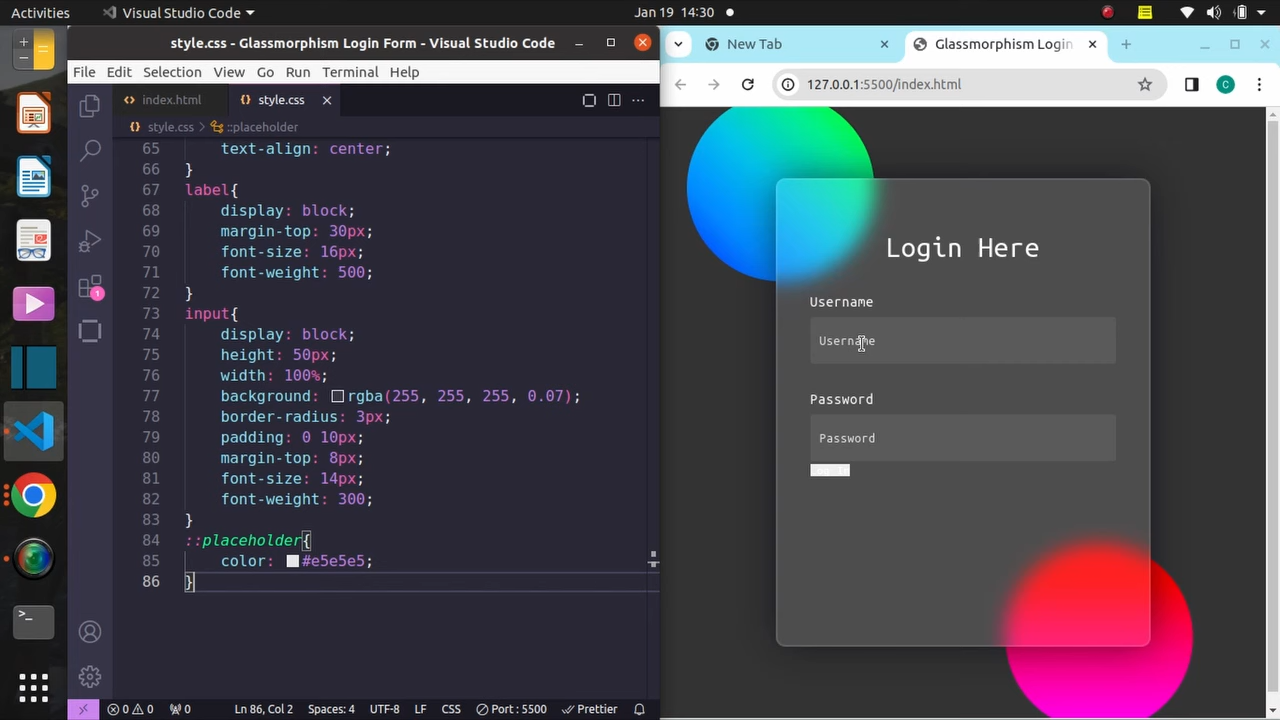 Activities
Visual Studio Code
Jan 19 14:30
style.css - Glassmorphism Login Form - Visual Studio Code
File Edit Selection View Go Run Terminal Help
index.html
style.css
style.css > ::placeholder
65 text-align: center;
66 }
67 label{
68 display: block;
69 margin-top: 30px;
70 font-size: 16px;
71 font-weight: 500;
72 }
73 input{
74 display: block;
75 height: 50px;
76 width: 100%;
77 background: rgba(255, 255, 255, 0.07);
78 border-radius: 3px;
79 padding: 0 10px;
80 margin-top: 8px;
81 font-size: 14px;
82 font-weight: 300;
83 }
84 ::placeholder{
85 color: #e5e5e5;
86 }
1
0 0 0 Ln 86, Col 2 Spaces: 4 UTF-8 LF CSS Port : 5500 Prettier
New Tab
Glassmorphism Login
127.0.0.1:5500/index.html
C
Login Here
Username
Username
Password
Password